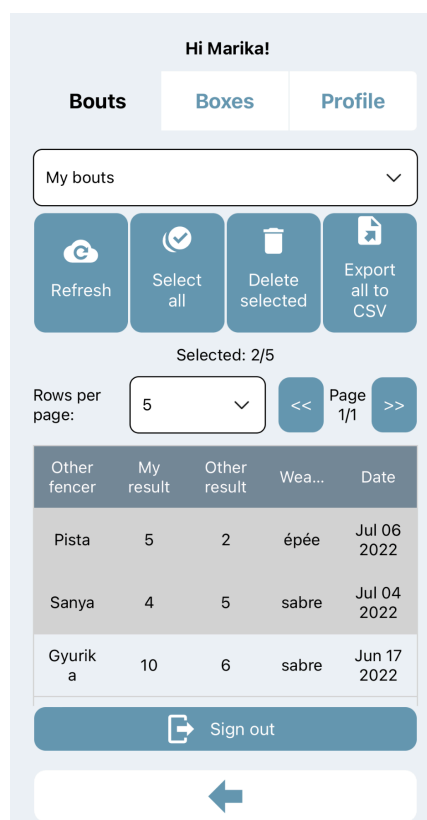 Hi Marika!
Bouts Boxes Profile
My bouts
Refresh
Select
all
Delete
selected
Export
all to
CSV
Selected: 2/5
Rows per
page:
5
<<
Page
1/1
>>
Other
fencer
My
result
Other
result
Wea...
Date
Pista 5 2 épée Jul 06
2022
Sanya 4 5 sabre Jul 04
2022
Gyurik
a
10 6 sabre Jun 17
2022
Sign out